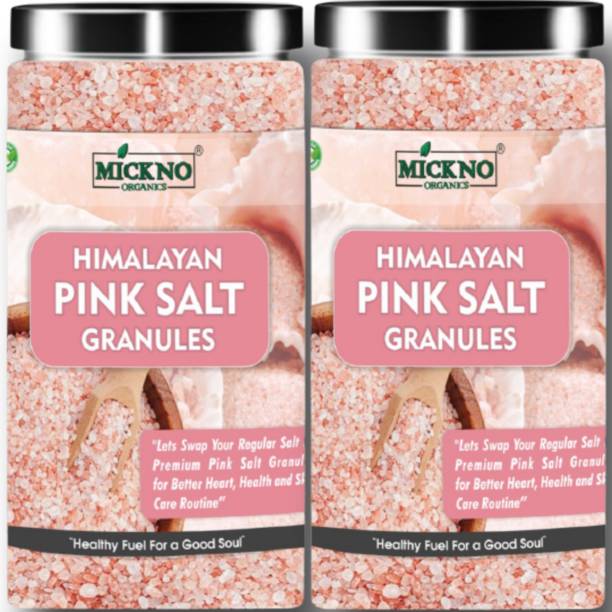 MICKNO®
ORGANICS
HIMALAYAN
PINK SALT
GRANULES
"Lets Swap Your Regular Salt
Premium Pink Salt Granul
for Better Heart, Health and Sk
Care Routine"
"Healthy Fuel For a Good Soul"
MICKNO®
ORGANICS
HIMALAYAN
PINK SALT
GRANULES
"Lets Swap Your Regular Salt
Premium Pink Salt Granul
for Better Heart, Health and Sk
Care Routine"
"Healthy Fuel For a Good Soul"